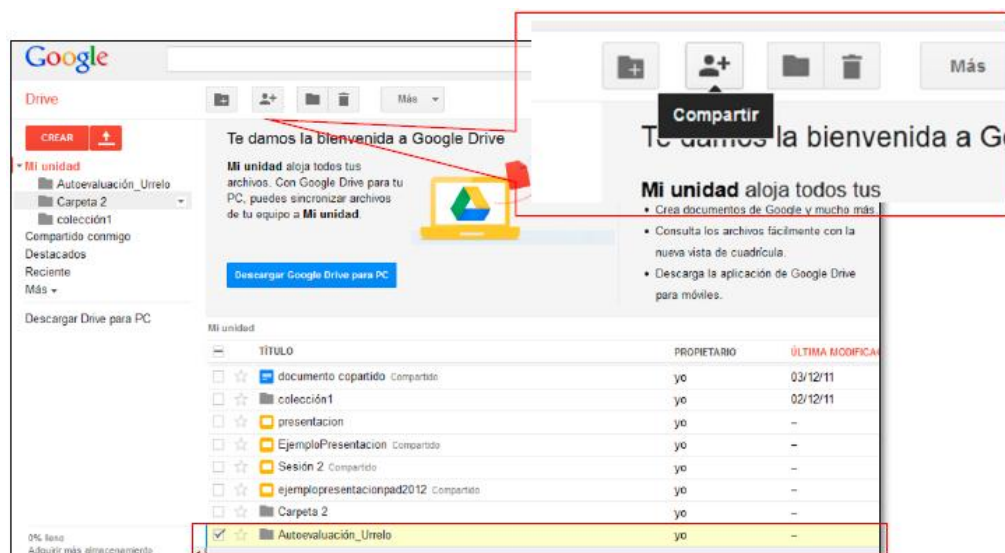 Google
Drive
Más
CREAR
Mi unidad
Autoevaluación_Urrelo
Carpeta 2
colección1
Compartido conmigo
Destacados
Reciente
Más
Descargar Drive para PC
0% lleno
Adquirir más almacenamiento
Te damos la bienvenida a Google Drive
Mi unidad aloja todos tus
archivos. Con Google Drive para tu
PC, puedes sincronizar archivos
de tu equipo a Mi unidad.
Descargar Google Drive para PC
Más
Compartir
Te damos la bienvenida a Go
Mi unidad aloja todos tus
• Crea documentos de Google y mucho más.
• Consulta los archivos fácilmente con la
nueva vista de cuadrícula.
• Descarga la aplicación de Google Drive
para móviles.
Mi unidad
TÍTULO PROPIETARIO ÚLTIMA MODIFICA
documento copartido Compartido yo 03/12/11
colección1 yo 02/12/11
presentacion yo –
EjemploPresentacion Compartido yo –
Sesión 2 Compartido yo –
ejemplopresentacionpad2012 Compartido yo –
Carpeta 2 yo –
Autoevaluación_Urrelo yo –